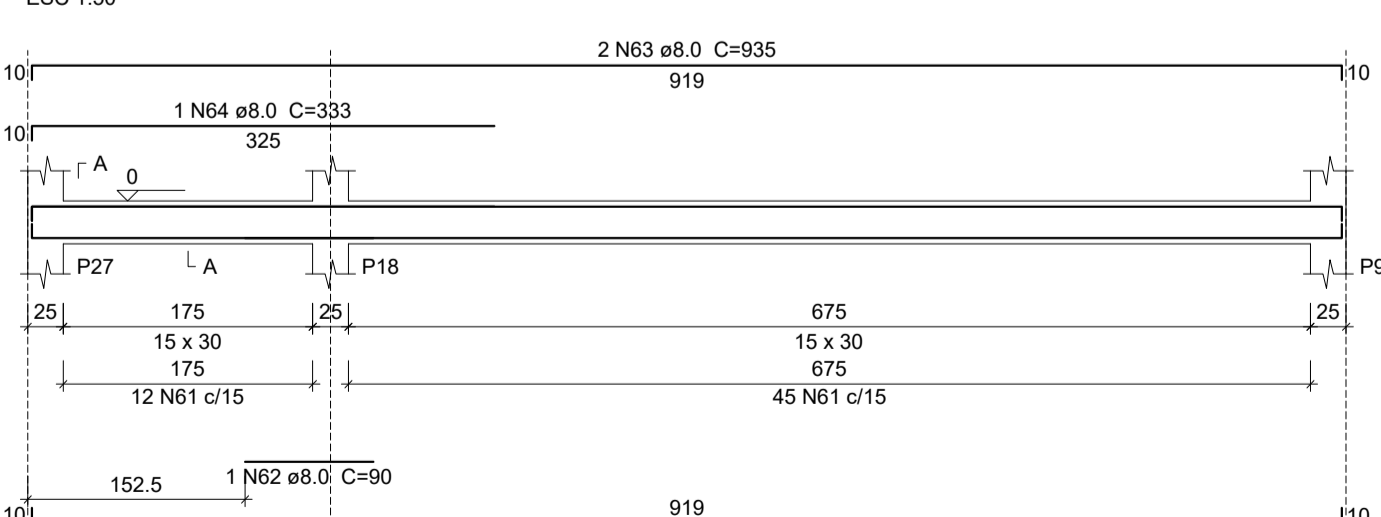 2 N63 ø8.0 C=935
10 919 10
1 N64 ø8.0 C=333
10 325
A
0
A
P27 P18
25 175 25 675 25
15 x 30 15 x 30
175 675
12 N61 c/15 45 N61 c/15
1 N62 ø8.0 C=90
152.5
919